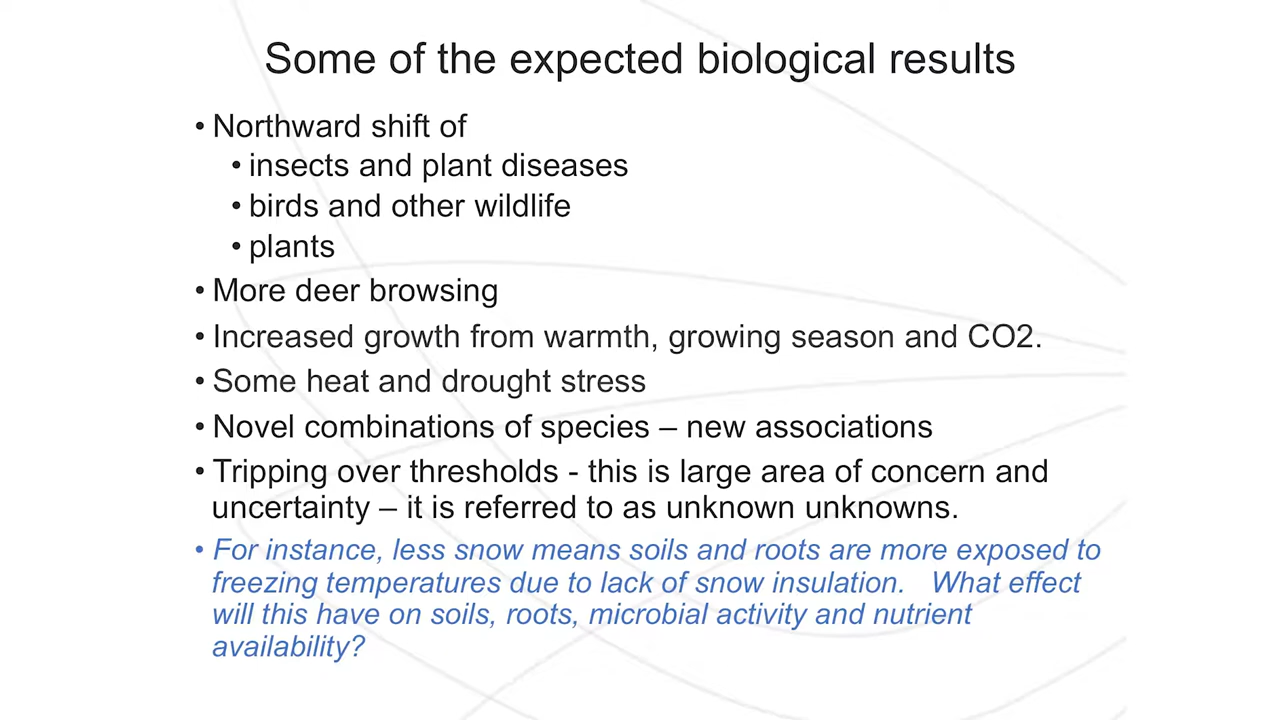 Some of the expected biological results
• Northward shift of
• insects and plant diseases
• birds and other wildlife
• plants
• More deer browsing
• Increased growth from warmth, growing season and CO2.
• Some heat and drought stress
• Novel combinations of species – new associations
• Tripping over thresholds - this is large area of concern and
uncertainty – it is referred to as unknown unknowns.
• For instance, less snow means soils and roots are more exposed to
freezing temperatures due to lack of snow insulation. What effect
will this have on soils, roots, microbial activity and nutrient
availability?